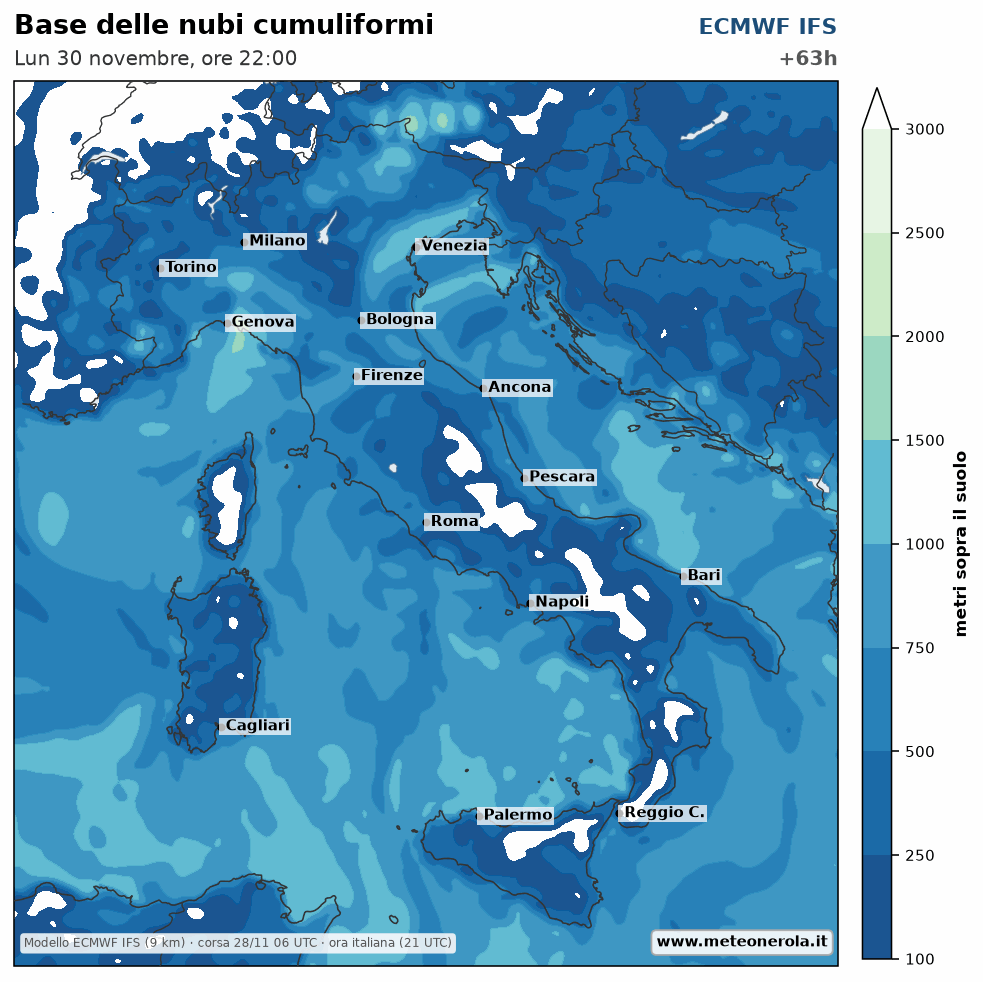 Base delle nubi cumuliformi
ECMWF IFS
Lun 30 novembre, ore 22:00
+63h
Milano
Venezia
Torino
Genova
Bologna
Firenze
Ancona
Pescara
Roma
Bari
Napoli
Cagliari
Palermo
Reggio C.
3000
2500
2000
1500
1000
750
500
250
100
metri sopra il suolo
Modello ECMWF IFS (9 km) · corsa 28/11 06 UTC · ora italiana (21 UTC)
www.meteonerola.it